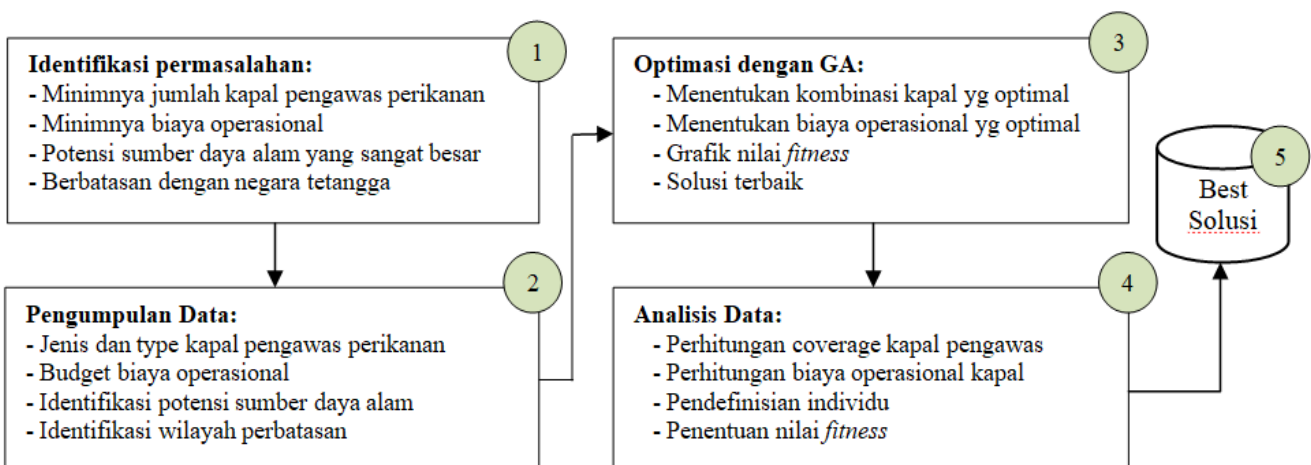 1
Identifikasi permasalahan:
- Minimnya jumlah kapal pengawas perikanan
- Minimnya biaya operasional
- Potensi sumber daya alam yang sangat besar
- Berbatasan dengan negara tetangga
2
Pengumpulan Data:
- Jenis dan type kapal pengawas perikanan
- Budget biaya operasional
- Identifikasi potensi sumber daya alam
- Identifikasi wilayah perbatasan
3
Optimasi dengan GA:
- Menentukan kombinasi kapal yg optimal
- Menentukan biaya operasional yg optimal
- Grafik nilai fitness
- Solusi terbaik
4
Analisis Data:
- Perhitungan coverage kapal pengawas
- Perhitungan biaya operasional kapal
- Pendefinisian individu
- Penentuan nilai fitness
5
Best
Solusi